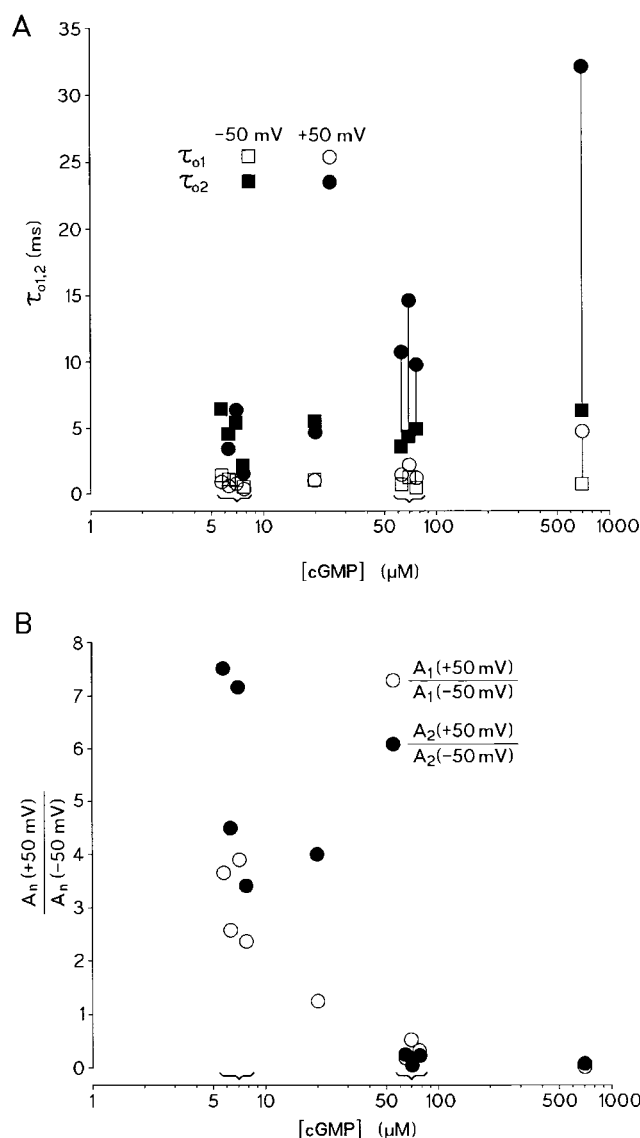 A
35
30
25
20
15
10
5
0
τo1,2 (ms)
-50 mV +50 mV
τo1
τo2
1 5 10 50 100 500 1000
[cGMP] (μM)
B
8
7
6
5
4
3
2
1
0
An (+50 mV)
An (-50 mV)
A1 (+50 mV)
A1 (-50 mV)
A2 (+50 mV)
A2 (-50 mV)
1 5 10 50 100 500 1000
[cGMP] (μM)